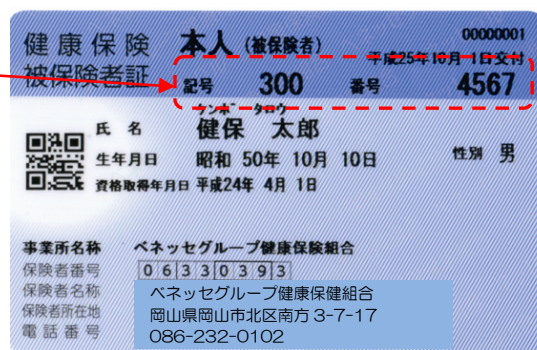 健康保険 本人(被保険者) 00000001
被保険者証 平成25年10月 1日交付
記号 300 番号 4567
ケンポ タロウ
氏名 健保 太郎
生年月日 昭和 50年 10月 10日 性別 男
資格取得年月日 平成24年 4月 1日
事業所名称 ベネッセグループ健康保険組合
保険者番号 06330393
保険者名称 ベネッセグループ健康保健組合
保険者所在地 岡山県岡山市北区南方 3-7-17
電話番号 086-232-0102